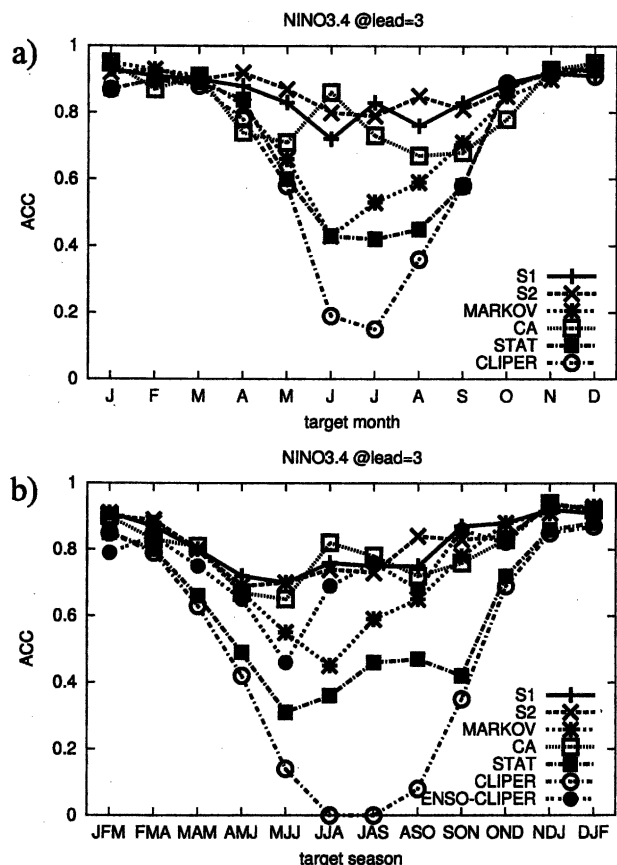 a)
NINO3.4 @lead=3
1
0.8
0.6
0.4
0.2
0
ACC
S1
S2
MARKOV
CA
STAT
CLIPER
J F M A M J J A S O N D
target month
b)
NINO3.4 @lead=3
1
0.8
0.6
0.4
0.2
0
ACC
S1
S2
MARKOV
CA
STAT
CLIPER
ENSO-CLIPER
JFM FMA MAM AMJ MJJ JJA JAS ASO SON OND NDJ DJF
target season